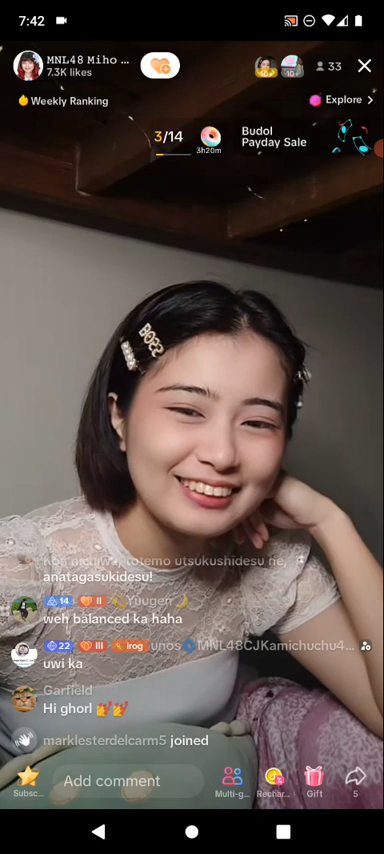 7:42
MNL48 Miho ...
7.3K likes
10
33
Weekly Ranking
Explore
3/14
3h20m
Budol
Payday Sale
BOSS
Konnichiwa, totemo utsukushidesu ne,
anatagasukidesu!
14 II Yuugen
weh balanced ka haha
22 III irog unos MNL48CJKamichuchu4...
uwi ka
Garfield
Hi ghorl
marklesterdelcarm5 joined
Subsc...
Add comment
Multi-g...
Rechar...
Gift
5